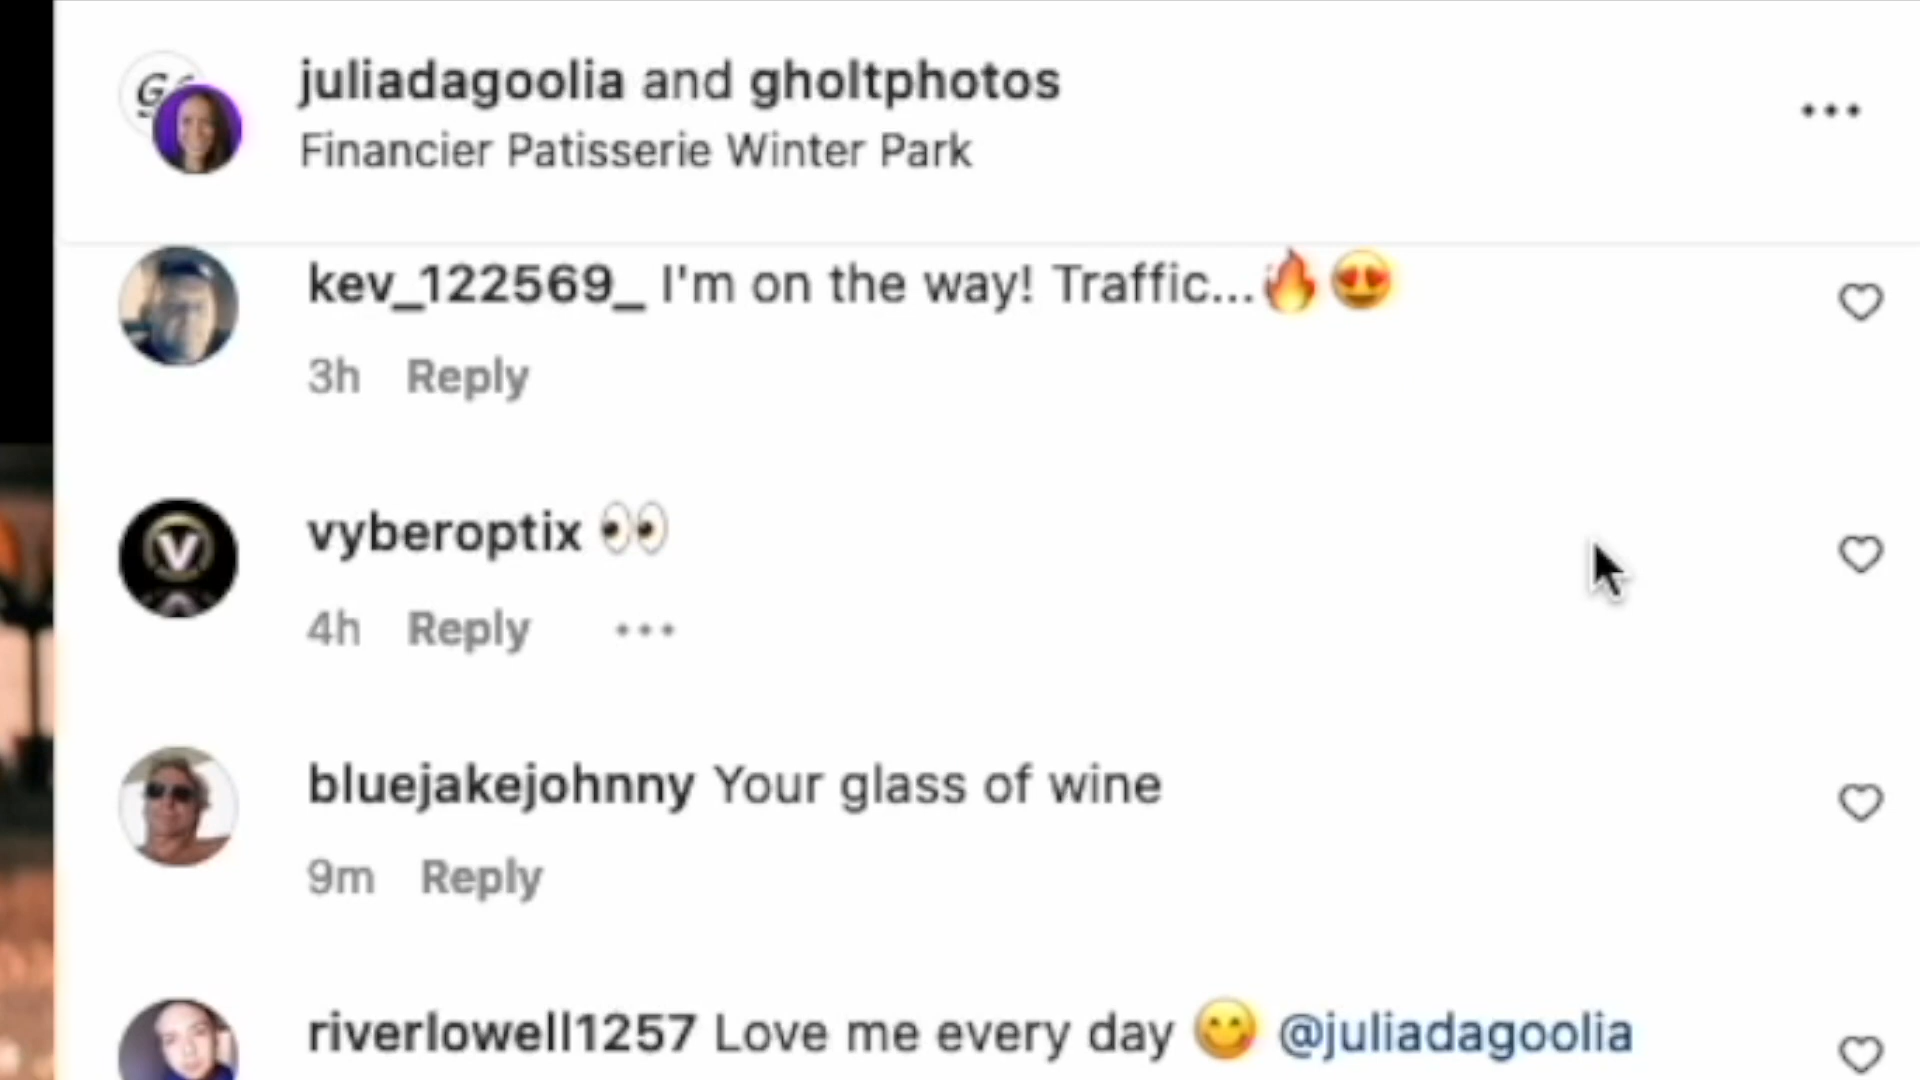 juliadagoolia and gholtphotos
Financier Patisserie Winter Park
kev_122569_ I'm on the way! Traffic...🔥😍
3h Reply
vyberoptix 👀
4h Reply
bluejakejohnny Your glass of wine
9m Reply
riverlowell1257 Love me every day 😋 @juliadagoolia